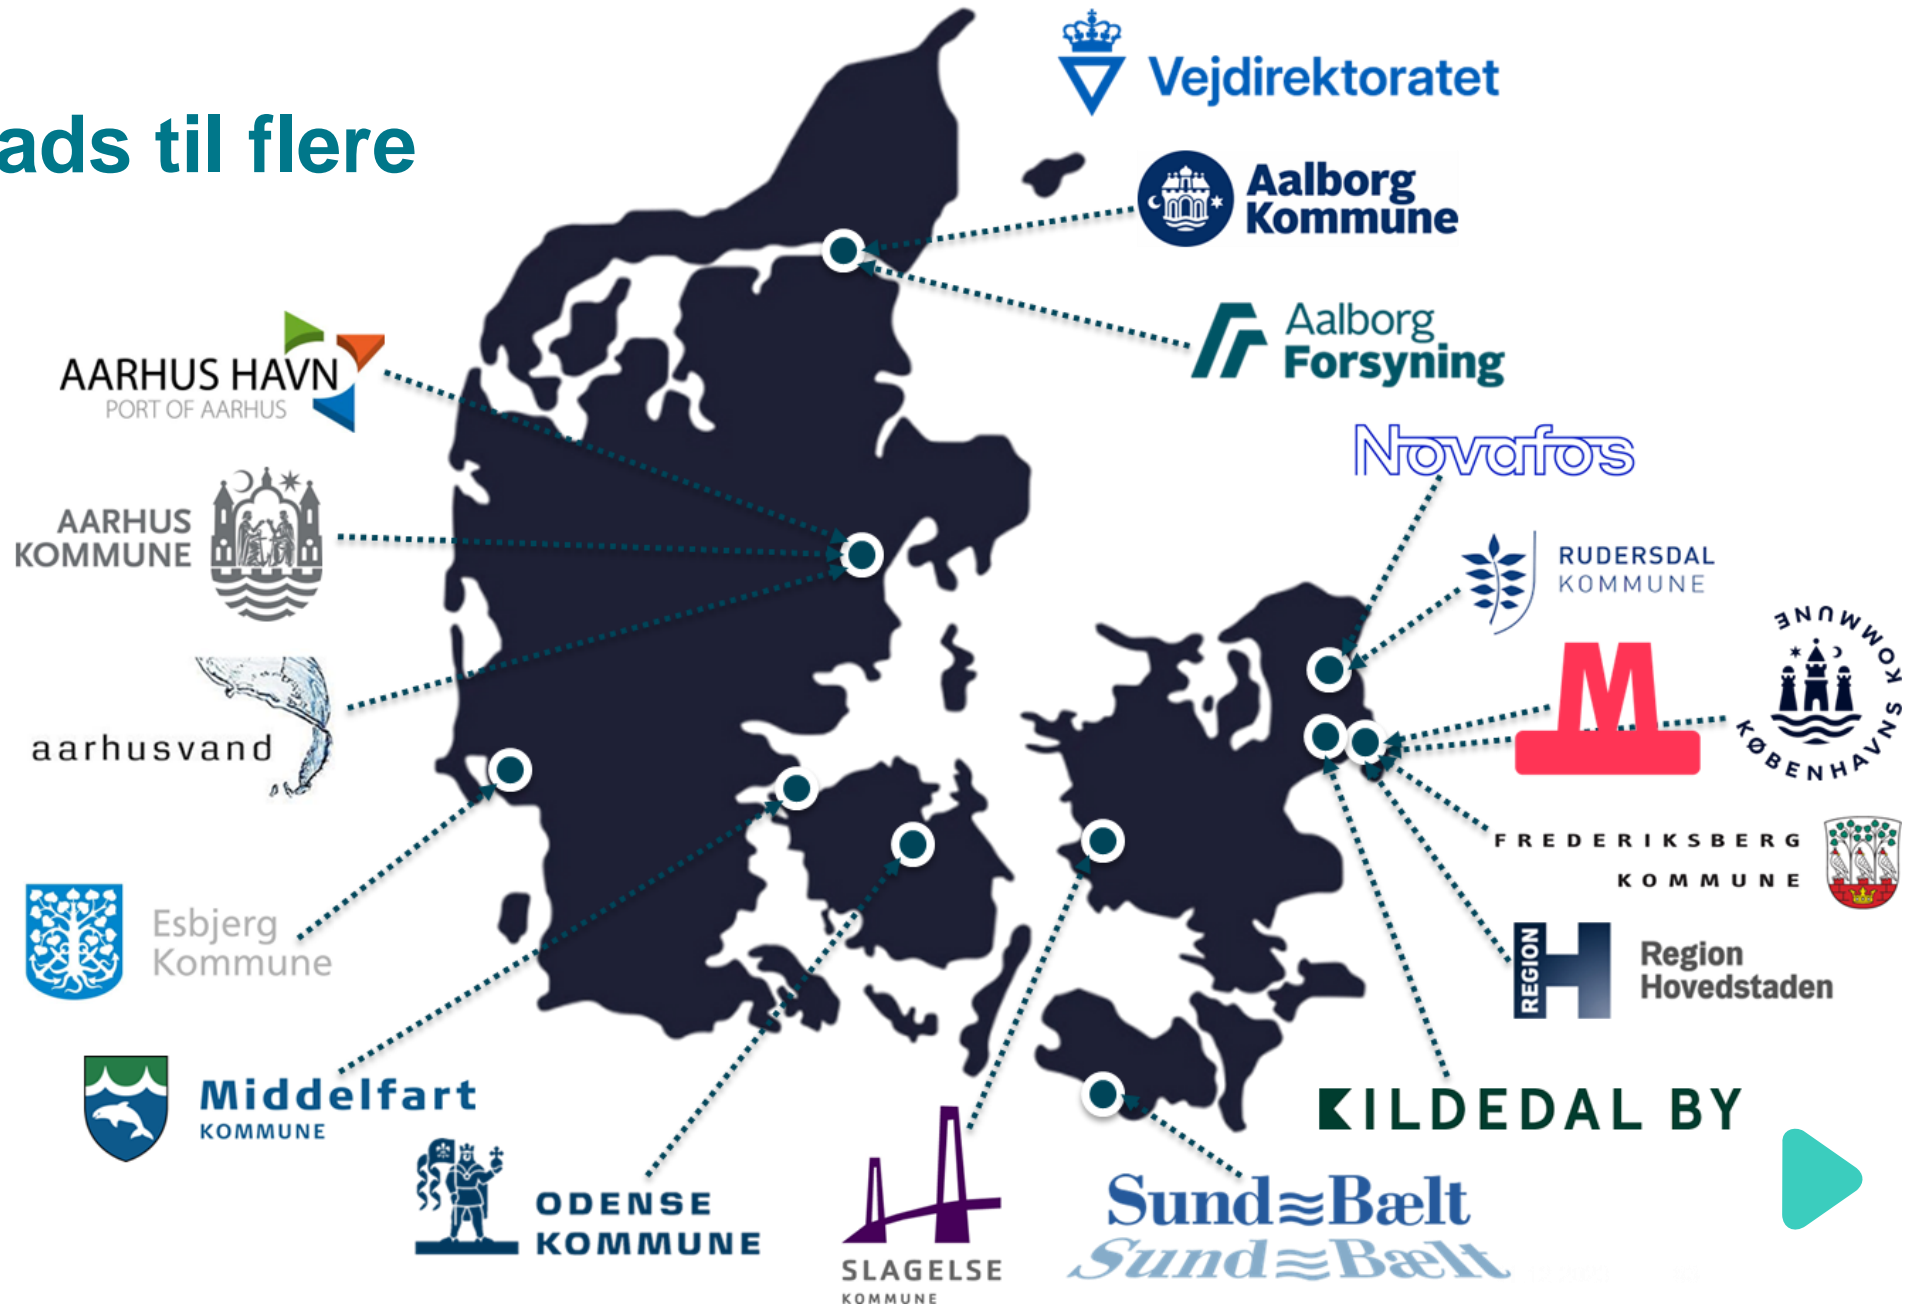 ads til flere
Vejdirektoratet
Aalborg
Kommune
Aalborg
Forsyning
AARHUS HAVN
PORT OF AARHUS
Novafos
AARHUS
KOMMUNE
RUDERSDAL
KOMMUNE
M
KØBENHAVNS KOMMUNE
aarhusvand
FREDERIKSBERG
KOMMUNE
Esbjerg
Kommune
REGION H
Region
Hovedstaden
Middelfart
KOMMUNE
KILDEDAL BY
ODENSE
KOMMUNE
SLAGELSE
KOMMUNE
Sund≈Bælt
Sund≈Bælt